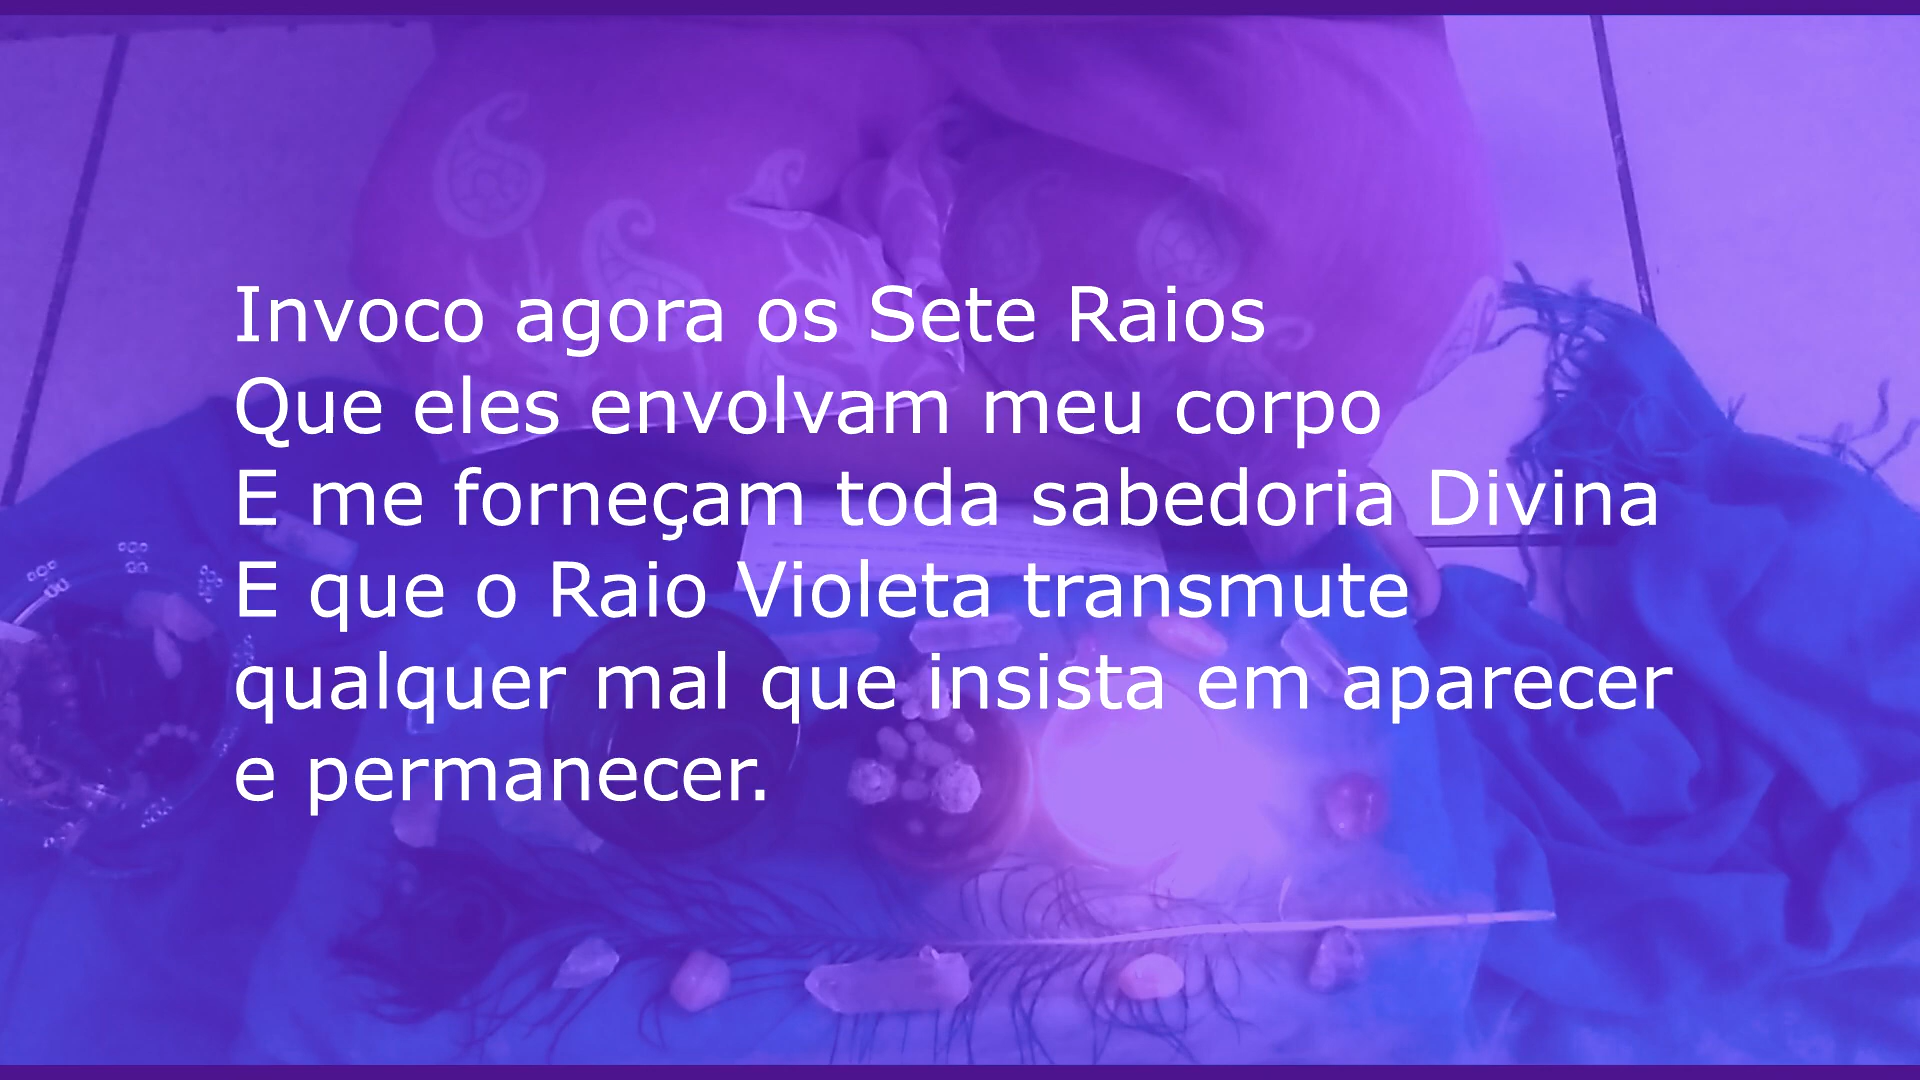 Invoco agora os Sete Raios
Que eles envolvam meu corpo
E me forneçam toda sabedoria Divina
E que o Raio Violeta transmute
qualquer mal que insista em aparecer
e permanecer.